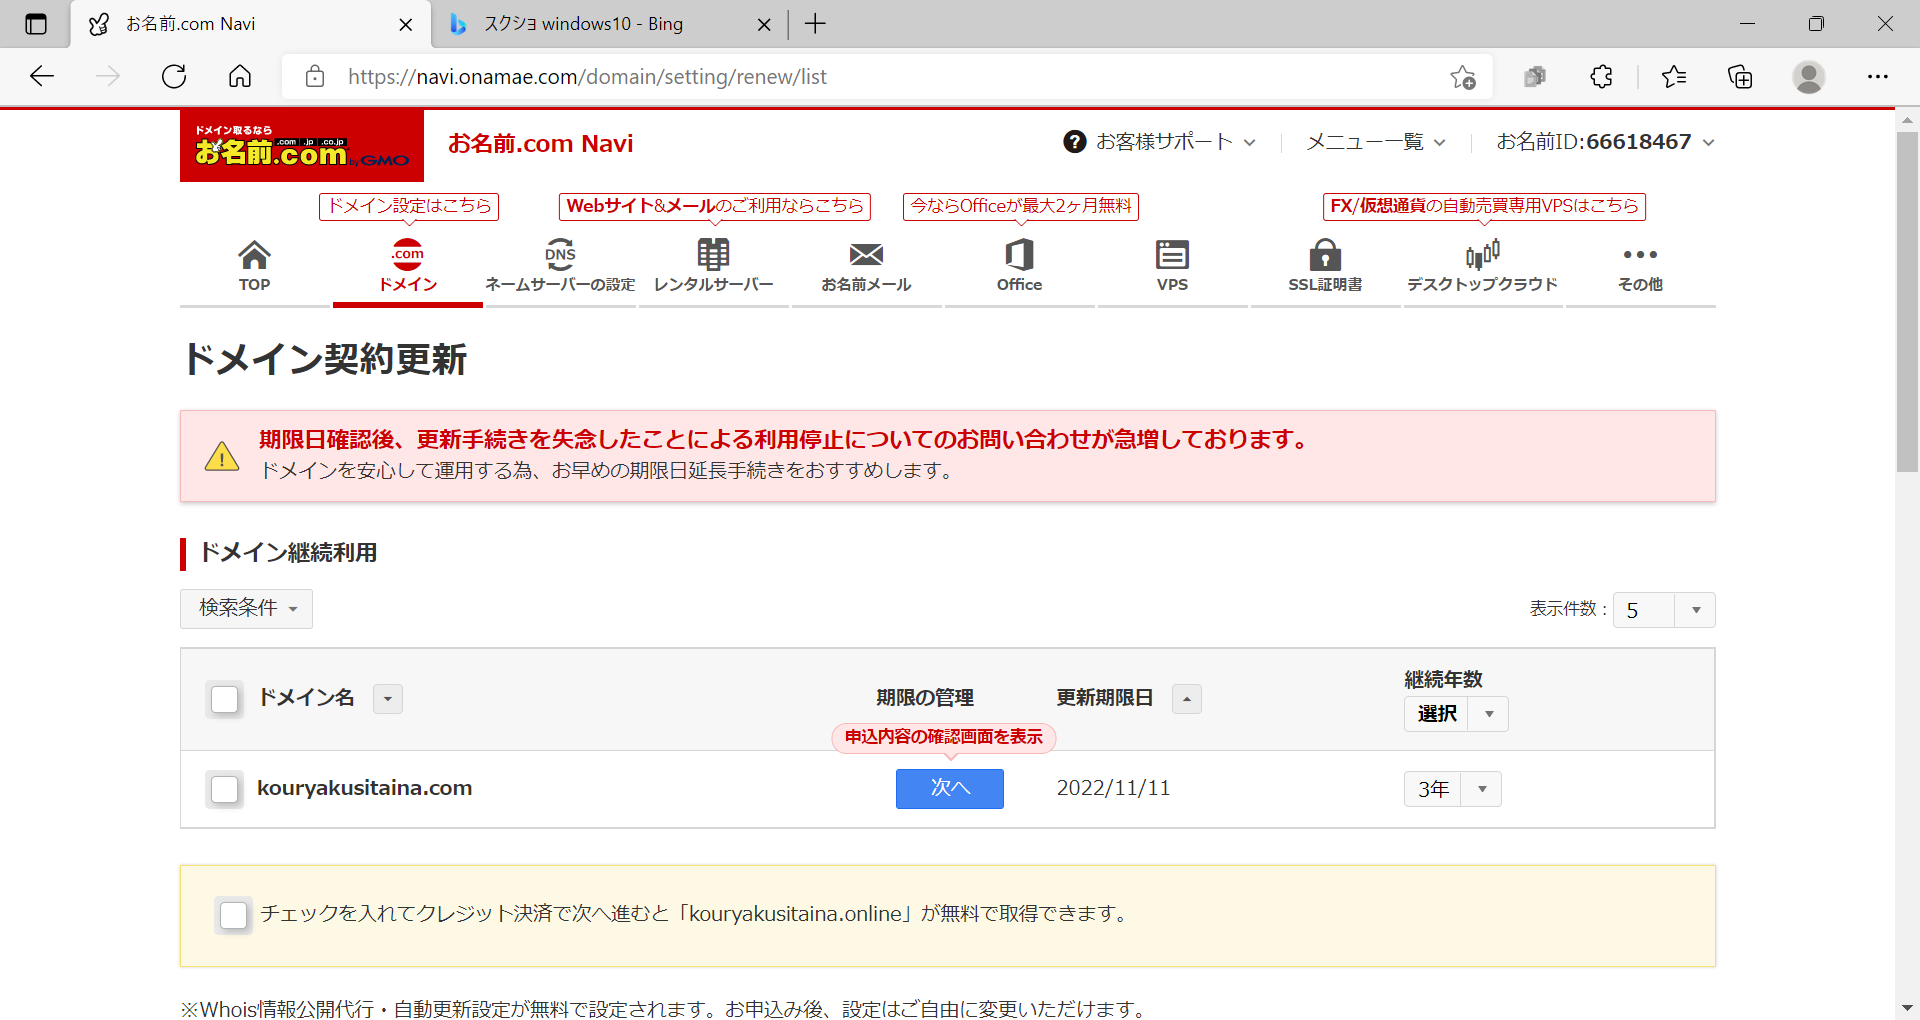 お名前.com Navi
スクショ windows10 - Bing
https://navi.onamae.com/domain/setting/renew/list
ドメイン取るなら
.com .jp .co.jp
お名前.com by GMO
お名前.com Navi
お客様サポート
メニュー一覧
お名前ID:66618467
ドメイン設定はこちら
Webサイト&メールのご利用ならこちら
今ならOfficeが最大2ヶ月無料
FX/仮想通貨の自動売買専用VPSはこちら
TOP
.com
ドメイン
DNS
ネームサーバーの設定
レンタルサーバー
お名前メール
Office
VPS
SSL証明書
デスクトップクラウド
その他
ドメイン契約更新
期限日確認後、更新手続きを失念したことによる利用停止についてのお問い合わせが急増しております。
ドメインを安心して運用する為、お早めの期限日延長手続きをおすすめします。
ドメイン継続利用
検索条件
表示件数 : 5
ドメイン名
期限の管理
更新期限日
継続年数
選択
申込内容の確認画面を表示
kouryakusitaina.com
次へ
2022/11/11
3年
チェックを入れてクレジット決済で次へ進むと「kouryakusitaina.online」が無料で取得できます。
※Whois情報公開代行・自動更新設定が無料で設定されます。お申込み後、設定はご自由に変更いただけます。